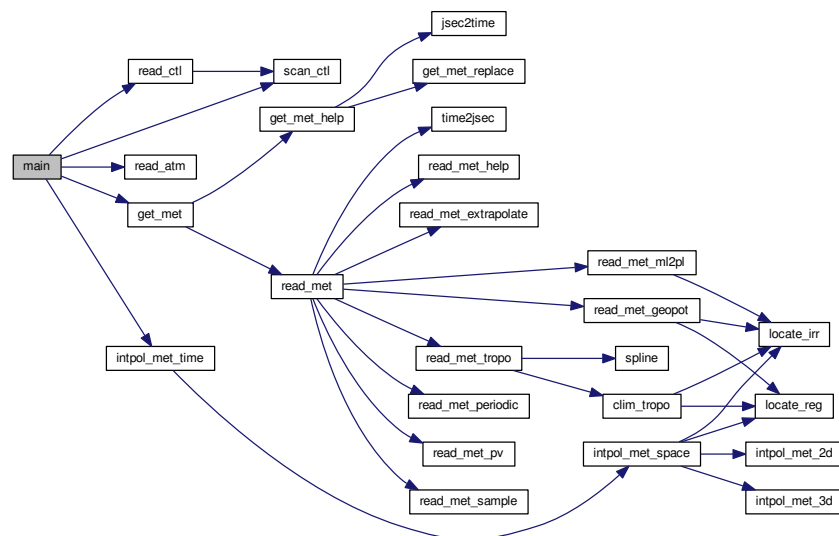 jsec2time
read_ctl
scan_ctl
get_met_replace
get_met_help
time2jsec
main
read_atm
read_met_help
get_met
read_met_extrapolate
read_met_ml2pl
read_met
read_met_geopot
locate_irr
intpol_met_time
read_met_tropo
spline
read_met_periodic
clim_tropo
locate_reg
read_met_pv
intpol_met_space
intpol_met_2d
read_met_sample
intpol_met_3d